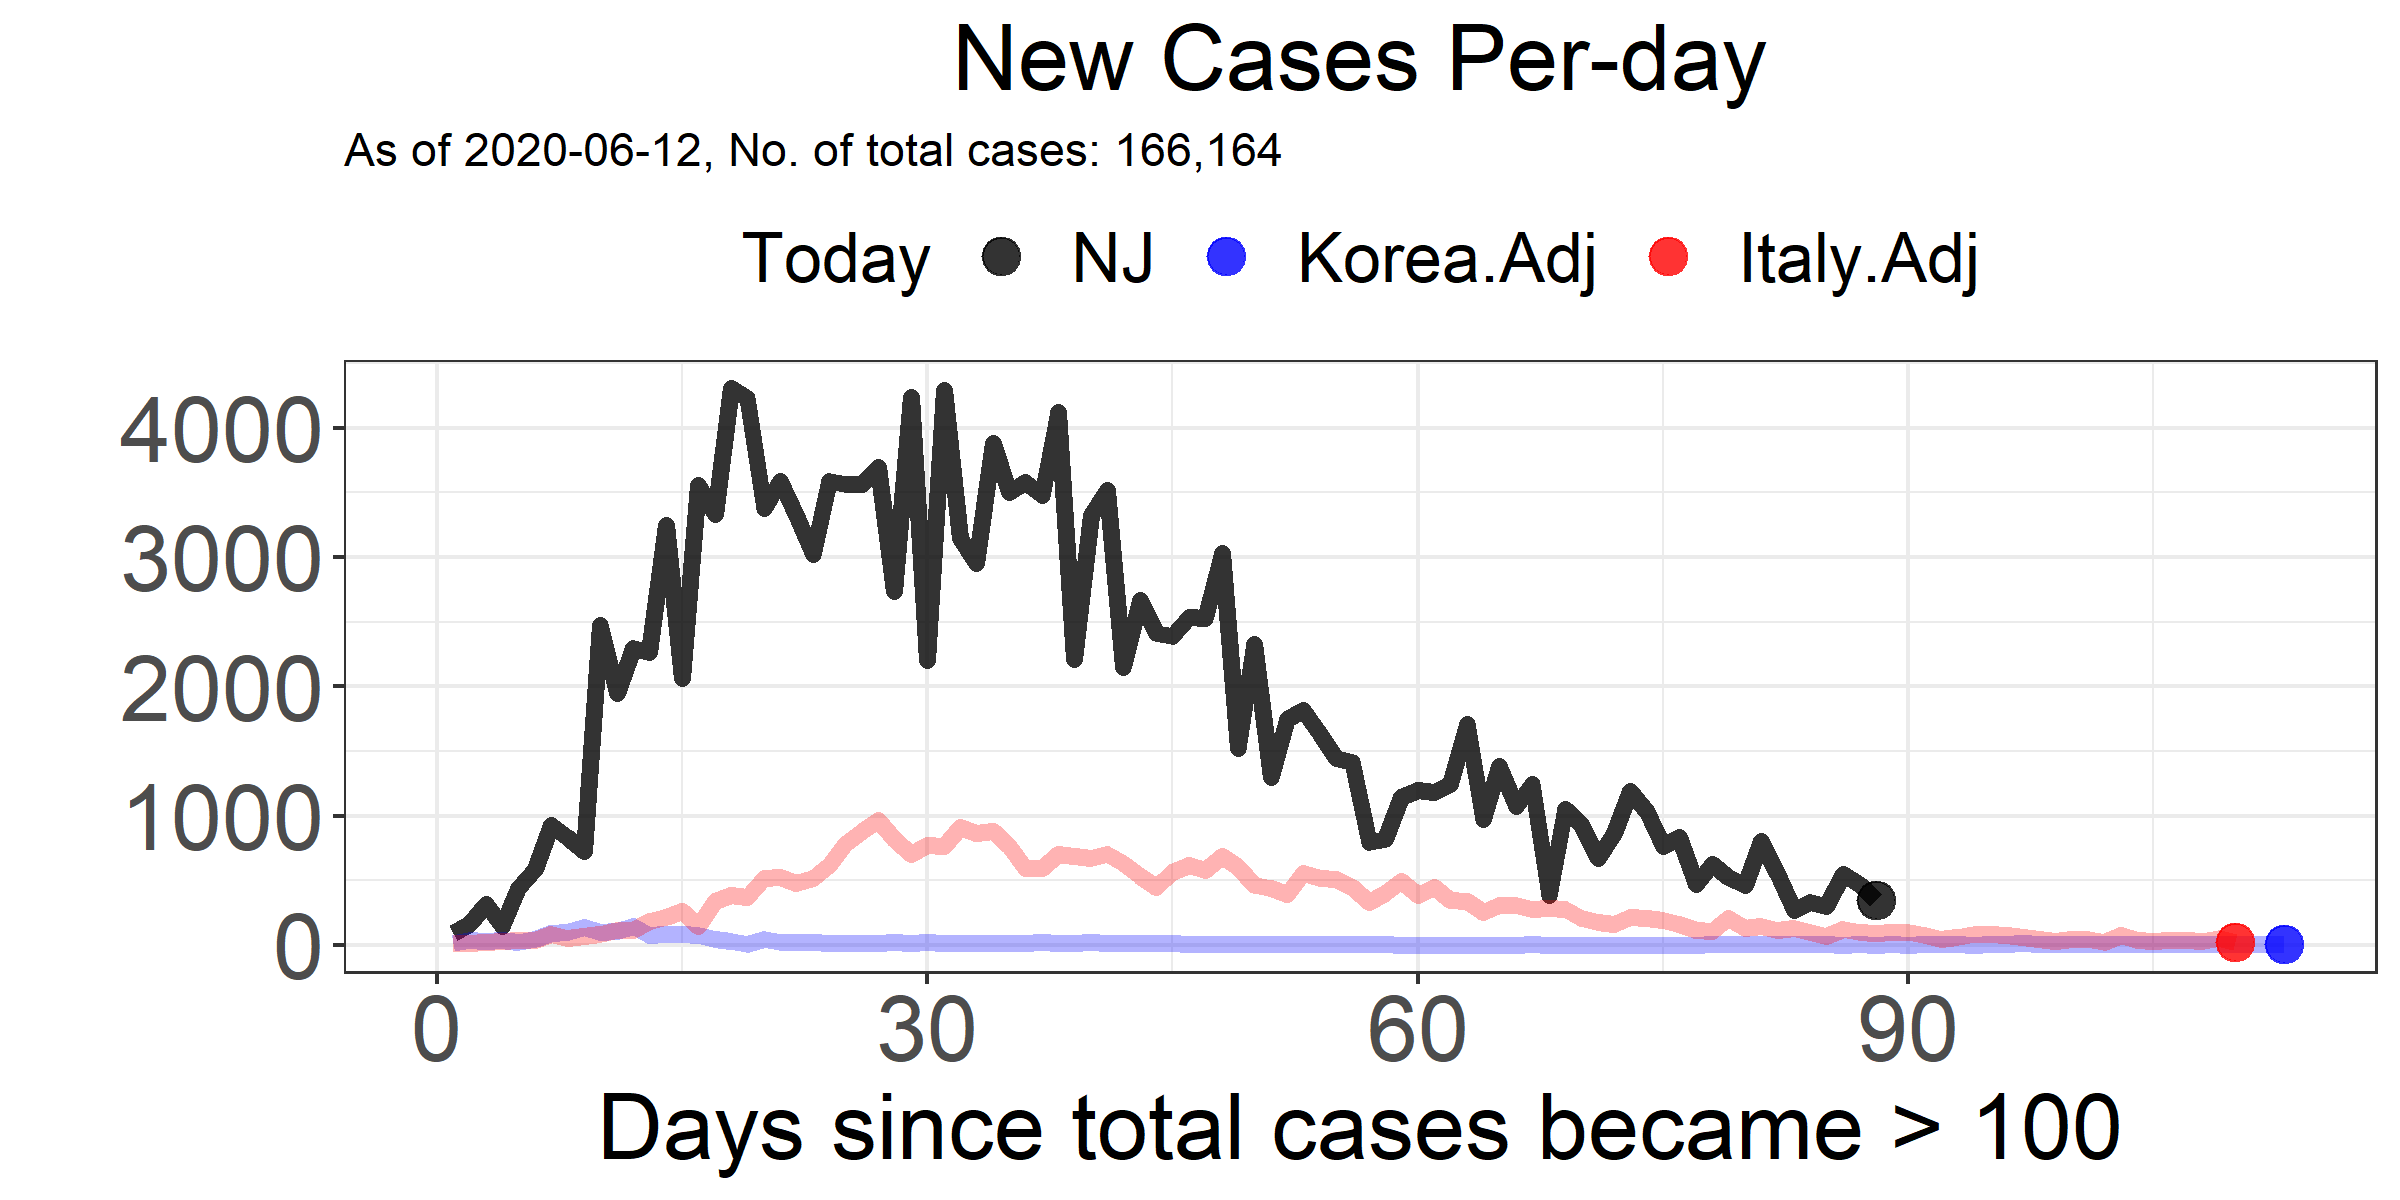 New Cases Per-day
As of 2020-06-12, No. of total cases: 166,164
Today NJ Korea.Adj Italy.Adj
4000
3000
2000
1000
0
0 30 60 90
Days since total cases became > 100